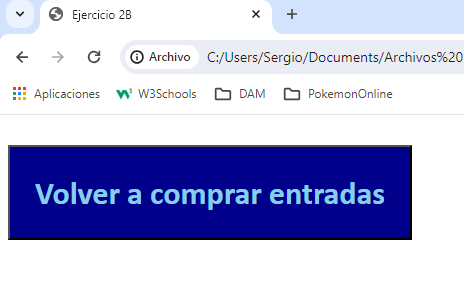 Ejercicio 2B
Archivo C:/Users/Sergio/Documents/Archivos%20
Aplicaciones W3Schools DAM PokemonOnline
Volver a comprar entradas